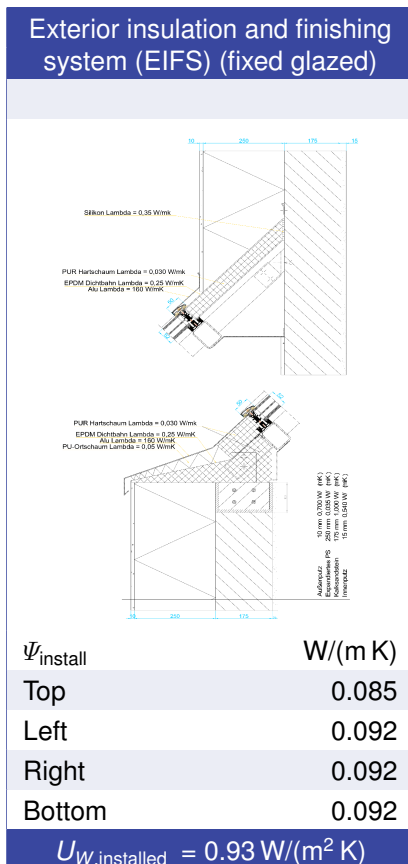 Exterior insulation and finishing
system (EIFS) (fixed glazed)
10
250
175
15
Silikon Lambda = 0,35 W/mk
PUR Hartschaum Lambda = 0,030 W/mk
EPDM Dichtbahn Lambda = 0,25 W/mK
Alu Lambda = 160 W/mK
50
52
50
52
PUR Hartschaum Lambda = 0,030 W/mk
EPDM Dichtbahn Lambda = 0,25 W/mK
Alu Lambda = 160 W/mK
PU-Ortschaum Lambda = 0,05 W/mK
Außenputz 10 mm 0,700 W/ (mK)
Expandiertes PS 250 mm 0,035 W/ (mK)
Kalksandstein 175 mm 1,000 W/ (mK)
Innenputz 15 mm 0,540 W/ (mK)
10
250
175
Ψinstall W/(m K)
Top 0.085
Left 0.092
Right 0.092
Bottom 0.092
UW,installed = 0.93 W/(m² K)